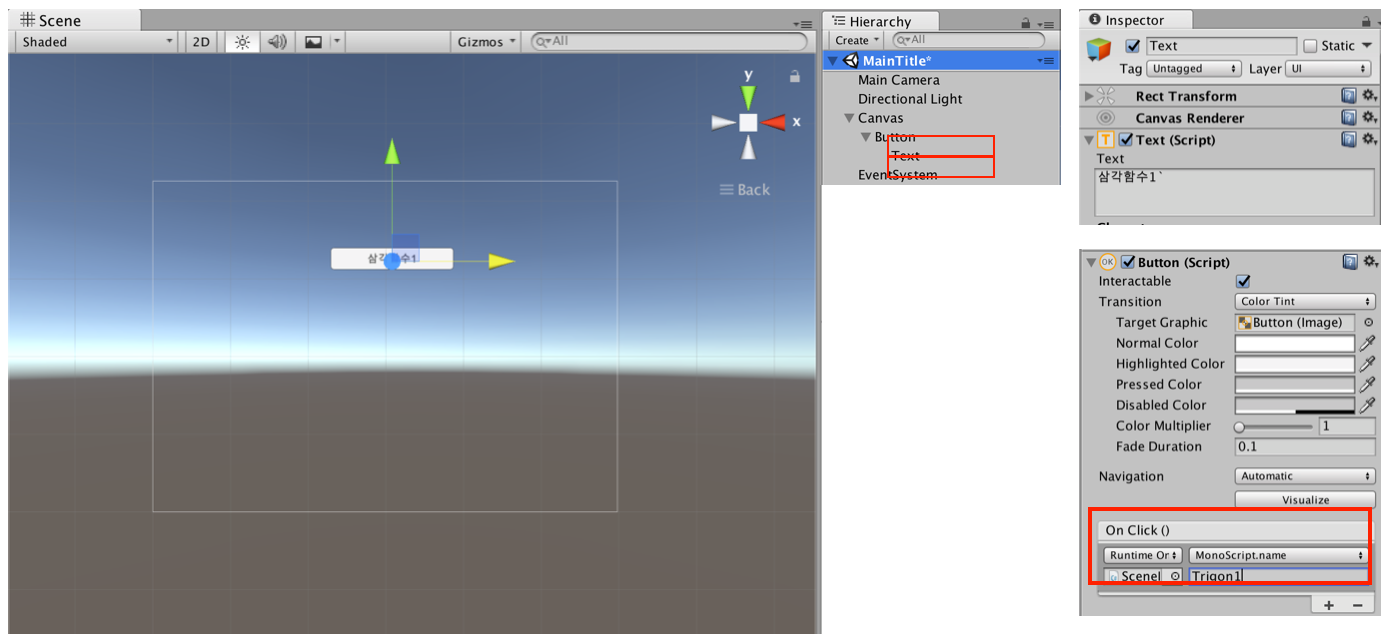 Scene
Shaded 2D Gizmos All
y
x
Back
삼각함수1
Hierarchy
Create All
MainTitle*
Main Camera
Directional Light
Canvas
Button
Text
EventSystem
Inspector
Text Static
Tag Untagged Layer UI
Rect Transform
Canvas Renderer
T Text (Script)
Text
삼각함수1`
OK Button (Script)
Interactable
Transition Color Tint
Target Graphic Button (Image)
Normal Color
Highlighted Color
Pressed Color
Disabled Color
Color Multiplier 1
Fade Duration 0.1
Navigation Automatic
Visualize
On Click ()
Runtime Or MonoScript.name
Scenel Trigon1
+ −